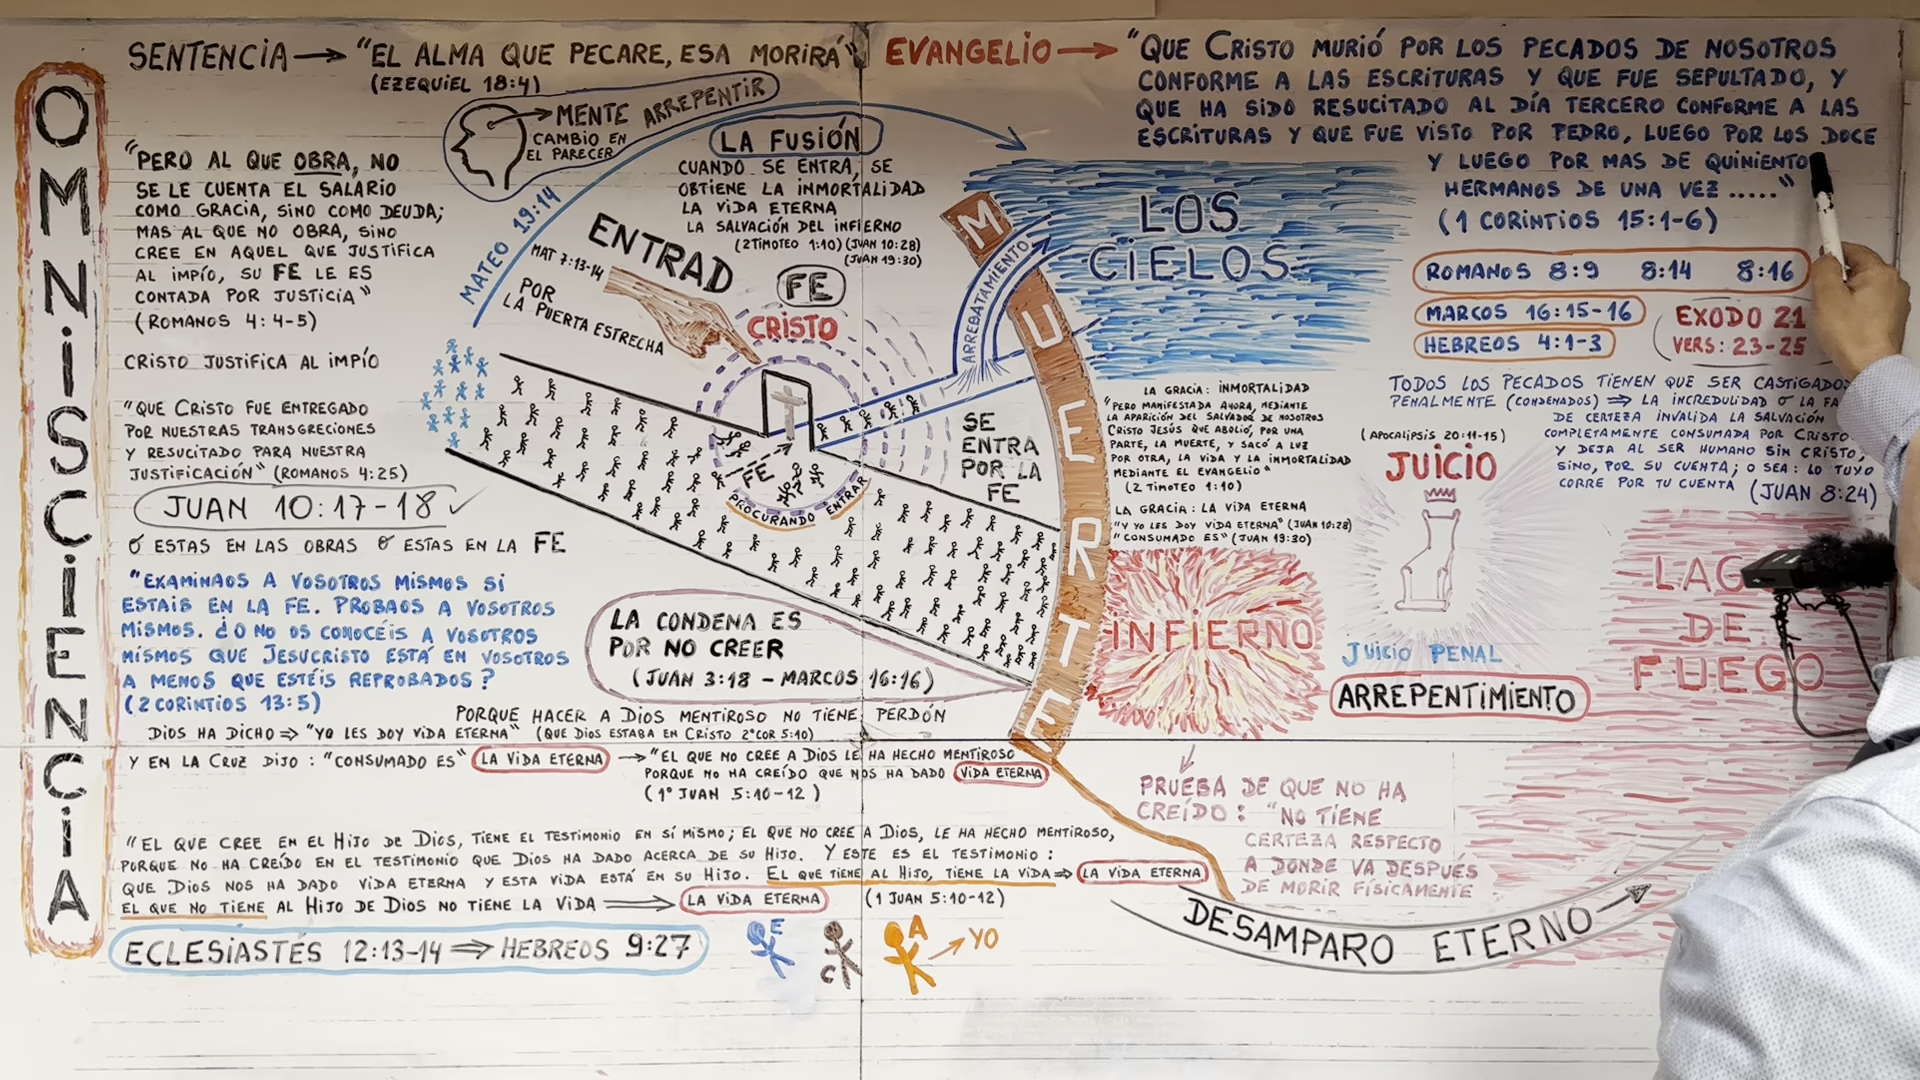 OMNISCIENCIA
SENTENCIA → "EL ALMA QUE PECARE, ESA MORIRÁ"
(EZEQUIEL 18:4)
EVANGELIO → "QUE CRISTO MURIÓ POR LOS PECADOS DE NOSOTROS
CONFORME A LAS ESCRITURAS Y QUE FUE SEPULTADO, Y
QUE HA SIDO RESUCITADO AL DÍA TERCERO CONFORME A LAS
ESCRITURAS Y QUE FUE VISTO POR PEDRO, LUEGO POR LOS DOCE
Y LUEGO POR MAS DE QUINIENTO
HERMANOS DE UNA VEZ ....."
(1 CORINTIOS 15:1-6)
MENTE ARREPENTIR
CAMBIO EN
EL PARECER
"PERO AL QUE OBRA, NO
SE LE CUENTA EL SALARIO
COMO GRACIA, SINO COMO DEUDA;
MAS AL QUE NO OBRA, SINO
CREE EN AQUEL QUE JUSTIFICA
AL IMPÍO, SU FE LE ES
CONTADA POR JUSTICIA"
(ROMANOS 4:4-5)
CRISTO JUSTIFICA AL IMPÍO
"QUE CRISTO FUE ENTREGADO
POR NUESTRAS TRANSGRECIONES
Y RESUCITADO PARA NUESTRA
JUSTIFICACIÓN" (ROMANOS 4:25)
JUAN 10:17-18
Ó ESTAS EN LAS OBRAS Ó ESTAS EN LA FE
"EXAMINAOS A VOSOTROS MISMOS SI
ESTAIS EN LA FE. PROBAOS A VOSOTROS
MISMOS. ¿O NO OS CONOCÉIS A VOSOTROS
MISMOS QUE JESUCRISTO ESTÁ EN VOSOTROS
A MENOS QUE ESTÉIS REPROBADOS?
(2 CORINTIOS 13:5)
MATEO 19:14
LA FUSIÓN
CUANDO SE ENTRA, SE
OBTIENE LA INMORTALIDAD
LA VIDA ETERNA
LA SALVACIÓN DEL INFIERNO
(2TIMOTEO 1:10) (JUAN 10:28)
(JUAN 19:30)
ENTRAD
MAT 7:13-14
POR
LA PUERTA ESTRECHA
FE
CRISTO
FE
PROCURANDO ENTRAR
ARREBATAMIENTO
SE
ENTRA
POR LA
FE
MUERTE
LOS
CIELOS
ROMANOS 8:9 8:14 8:16
MARCOS 16:15-16
HEBREOS 4:1-3
EXODO 21
VERS: 23-25
TODOS LOS PECADOS TIENEN QUE SER CASTIGADOS
PENALMENTE (CONDENADOS) ⇒ LA INCREDULIDAD O LA FA
DE CERTEZA INVALIDA LA SALVACIÓN
COMPLETAMENTE CONSUMADA POR CRISTO
Y DEJA AL SER HUMANO SIN CRISTO,
SINO, POR SU CUENTA; O SEA: LO TUYO
CORRE POR TU CUENTA (JUAN 8:24)
LA GRACIA: INMORTALIDAD
"PERO MANIFESTADA AHORA, MEDIANTE
LA APARICIÓN DEL SALVADOR DE NOSOTROS
CRISTO JESÚS QUE ABOLIÓ, POR UNA
PARTE, LA MUERTE, Y SACÓ A LUZ
POR OTRA, LA VIDA Y LA INMORTALIDAD
MEDIANTE EL EVANGELIO"
(2 TIMOTEO 1:10)
LA GRACIA: LA VIDA ETERNA
"Y YO LES DOY VIDA ETERNA" (JUAN 10:28)
"CONSUMADO ES" (JUAN 19:30)
(APOCALIPSIS 20:11-15)
JUICIO
JUICIO PENAL
ARREPENTIMIENTO
INFIERNO
LAG
DE
FUEGO
LA CONDENA ES
POR NO CREER
(JUAN 3:18 - MARCOS 16:16)
PORQUE HACER A DIOS MENTIROSO NO TIENE PERDÓN
DIOS HA DICHO ⇒ "YO LES DOY VIDA ETERNA" (QUE DIOS ESTABA EN CRISTO 2ºCOR 5:10)
Y EN LA CRUZ DIJO: "CONSUMADO ES" LA VIDA ETERNA → "EL QUE NO CREE A DIOS LE HA HECHO MENTIROSO
PORQUE NO HA CREÍDO QUE NOS HA DADO VIDA ETERNA
(1º JUAN 5:10-12)
PRUEBA DE QUE NO HA
CREÍDO: "NO TIENE
CERTEZA RESPECTO
A DONDE VA DESPUÉS
DE MORIR FÍSICAMENTE
"EL QUE CREE EN EL HIJO DE DIOS, TIENE EL TESTIMONIO EN SÍ MISMO; EL QUE NO CREE A DIOS, LE HA HECHO MENTIROSO,
PORQUE NO HA CREÍDO EN EL TESTIMONIO QUE DIOS HA DADO ACERCA DE SU HIJO. Y ESTE ES EL TESTIMONIO:
QUE DIOS NOS HA DADO VIDA ETERNA Y ESTA VIDA ESTÁ EN SU HIJO. EL QUE TIENE AL HIJO, TIENE LA VIDA ⇒ LA VIDA ETERNA
EL QUE NO TIENE AL HIJO DE DIOS NO TIENE LA VIDA ⇒ LA VIDA ETERNA (1 JUAN 5:10-12)
ECLESIASTÉS 12:13-14 ⇒ HEBREOS 9:27
E
C
A → YO
DESAMPARO ETERNO →